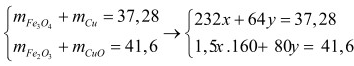 {m_{Fe_3O_4} + m_{Cu} = 37,28 → {232x + 64y = 37,28
{m_{Fe_2O_3} + m_{CuO} = 41,6 {1,5x.160+ 80y = 41,6